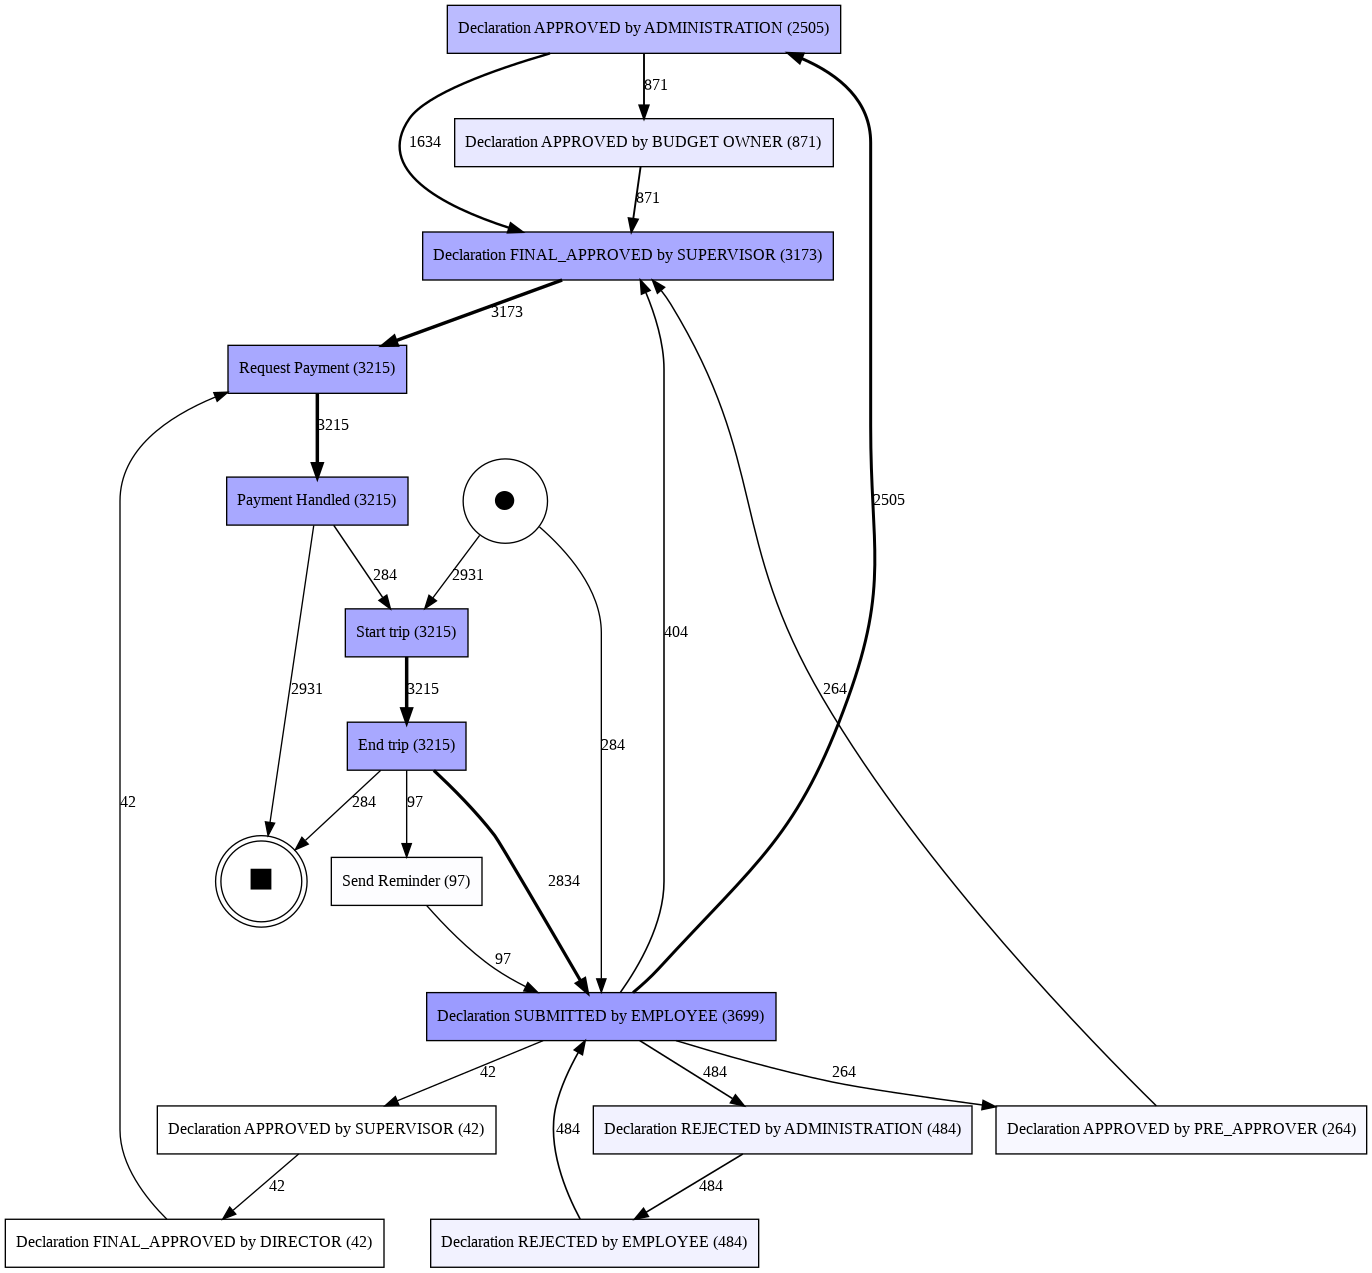 Declaration APPROVED by ADMINISTRATION (2505)
871
1634
Declaration APPROVED by BUDGET OWNER (871)
871
Declaration FINAL_APPROVED by SUPERVISOR (3173)
3173
Request Payment (3215)
3215
Payment Handled (3215)
2505
284
2931
Start trip (3215)
404
2931
3215
264
End trip (3215)
284
42
284
97
Send Reminder (97)
2834
97
Declaration SUBMITTED by EMPLOYEE (3699)
42
484
264
Declaration APPROVED by SUPERVISOR (42)
484
Declaration REJECTED by ADMINISTRATION (484)
Declaration APPROVED by PRE_APPROVER (264)
42
484
Declaration FINAL_APPROVED by DIRECTOR (42)
Declaration REJECTED by EMPLOYEE (484)